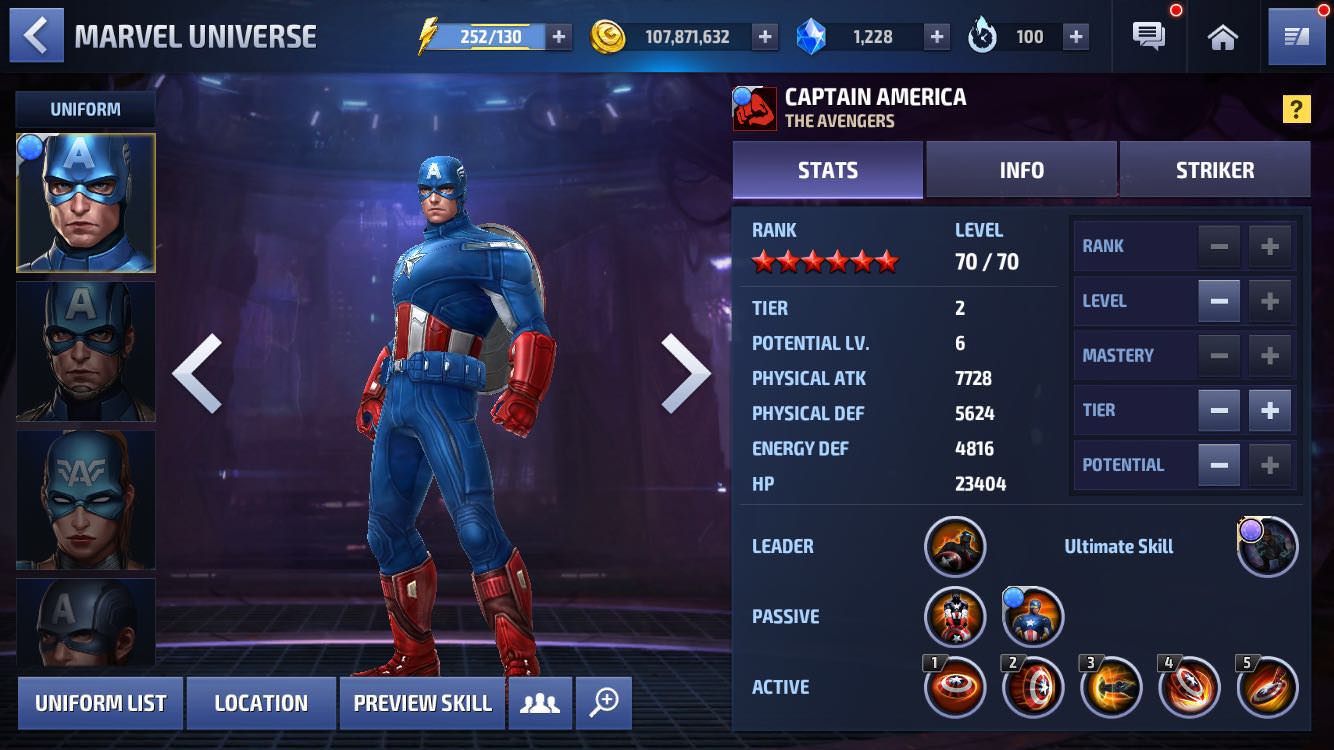 MARVEL UNIVERSE
252/130
107,871,632
1,228
100
UNIFORM
A
A
A
A
A
CAPTAIN AMERICA
THE AVENGERS
?
STATS
INFO
STRIKER
RANK
LEVEL
70 / 70
TIER
2
POTENTIAL LV.
6
PHYSICAL ATK
7728
PHYSICAL DEF
5624
ENERGY DEF
4816
HP
23404
RANK
LEVEL
MASTERY
TIER
POTENTIAL
LEADER
Ultimate Skill
PASSIVE
ACTIVE
1
2
3
4
5
UNIFORM LIST
LOCATION
PREVIEW SKILL